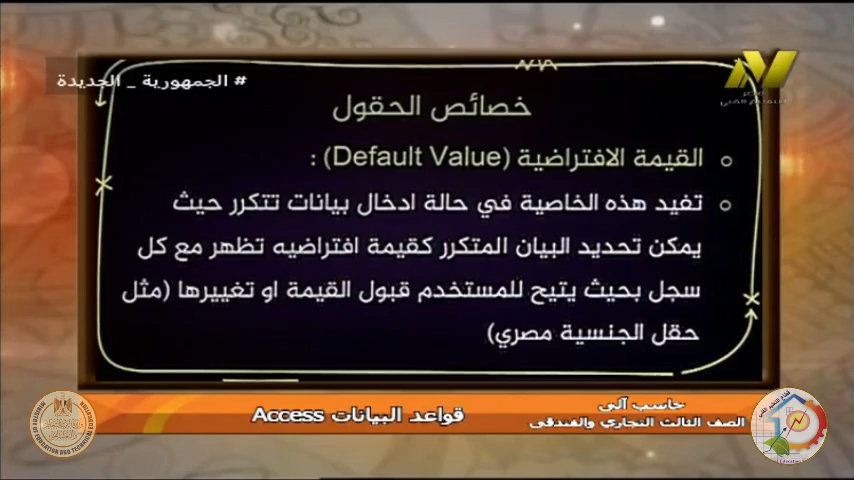 # الجمهورية _ الجديدة
خصائص الحقول
القيمة الافتراضية (Default Value) :
تفيد هذه الخاصية في حالة ادخال بيانات تتكرر حيث
يمكن تحديد البيان المتكرر كقيمة افتراضيه تظهر مع كل
سجل بحيث يتيح للمستخدم قبول القيمة او تغييرها (مثل
حقل الجنسية مصري)
حاسب آلى
الصف الثالث التجاري والفندقى
قواعد البيانات Access